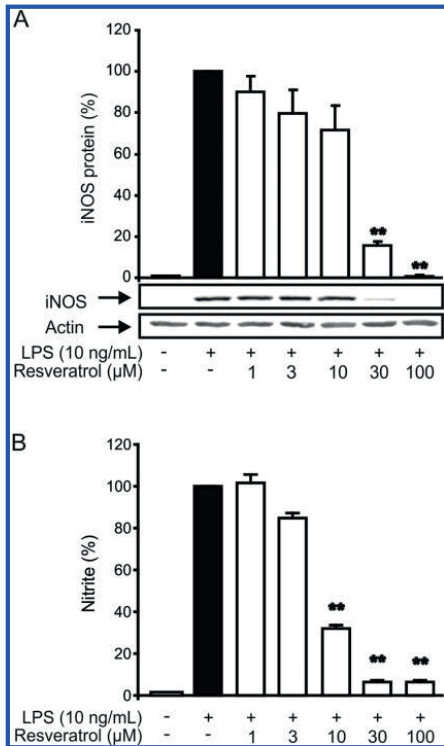 A
iNOS protein (%)
120
100
80
60
40
20
0
**
**
iNOS
Actin
LPS (10 ng/mL) - + + + + + +
Resveratrol (µM) - - 1 3 10 30 100
B
Nitrite (%)
120
100
80
60
40
20
0
**
**
**
LPS (10 ng/mL) - + + + + + +
Resveratrol (µM) - - 1 3 10 30 100